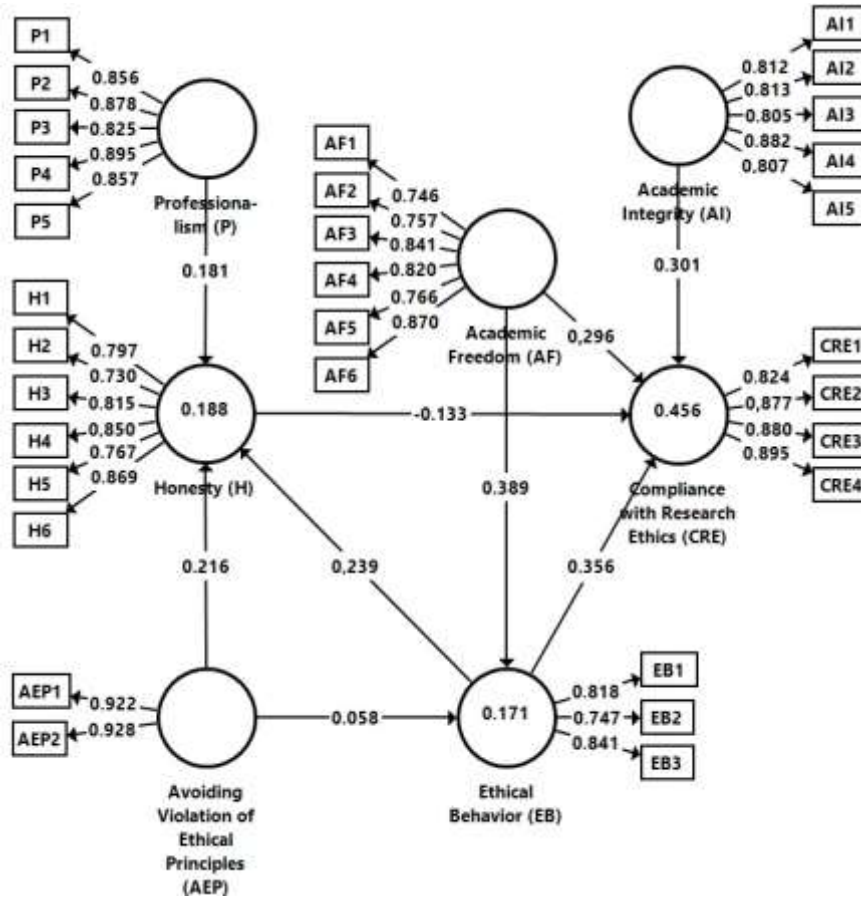 P1
P2
P3
P4
P5
0.856
0.878
0.825
0.895
0.857
Professiona-
lism (P)
0.181
AF1
AF2
AF3
AF4
AF5
AF6
0.746
0.757
0.841
0.820
0.766
0.870
Academic
Freedom (AF)
0,296
0.389
AI1
AI2
AI3
AI4
AI5
0.812
0.813
0.805
0.882
0,807
Academic
Integrity (AI)
0.301
H1
H2
H3
H4
H5
H6
0.797
0.730
0.815
0,850
0.767
0.869
0.188
Honesty (H)
-0.133
0.456
Compliance
with Research
Ethics (CRE)
0.824
0,877
0.880
0.895
CRE1
CRE2
CRE3
CRE4
0.216
0,239
0.356
AEP1
AEP2
0.922
0.928
Avoiding
Violation of
Ethical
Principles
(AEP)
0.058
0.171
Ethical
Behavior (EB)
0.818
0.747
0.841
EB1
EB2
EB3